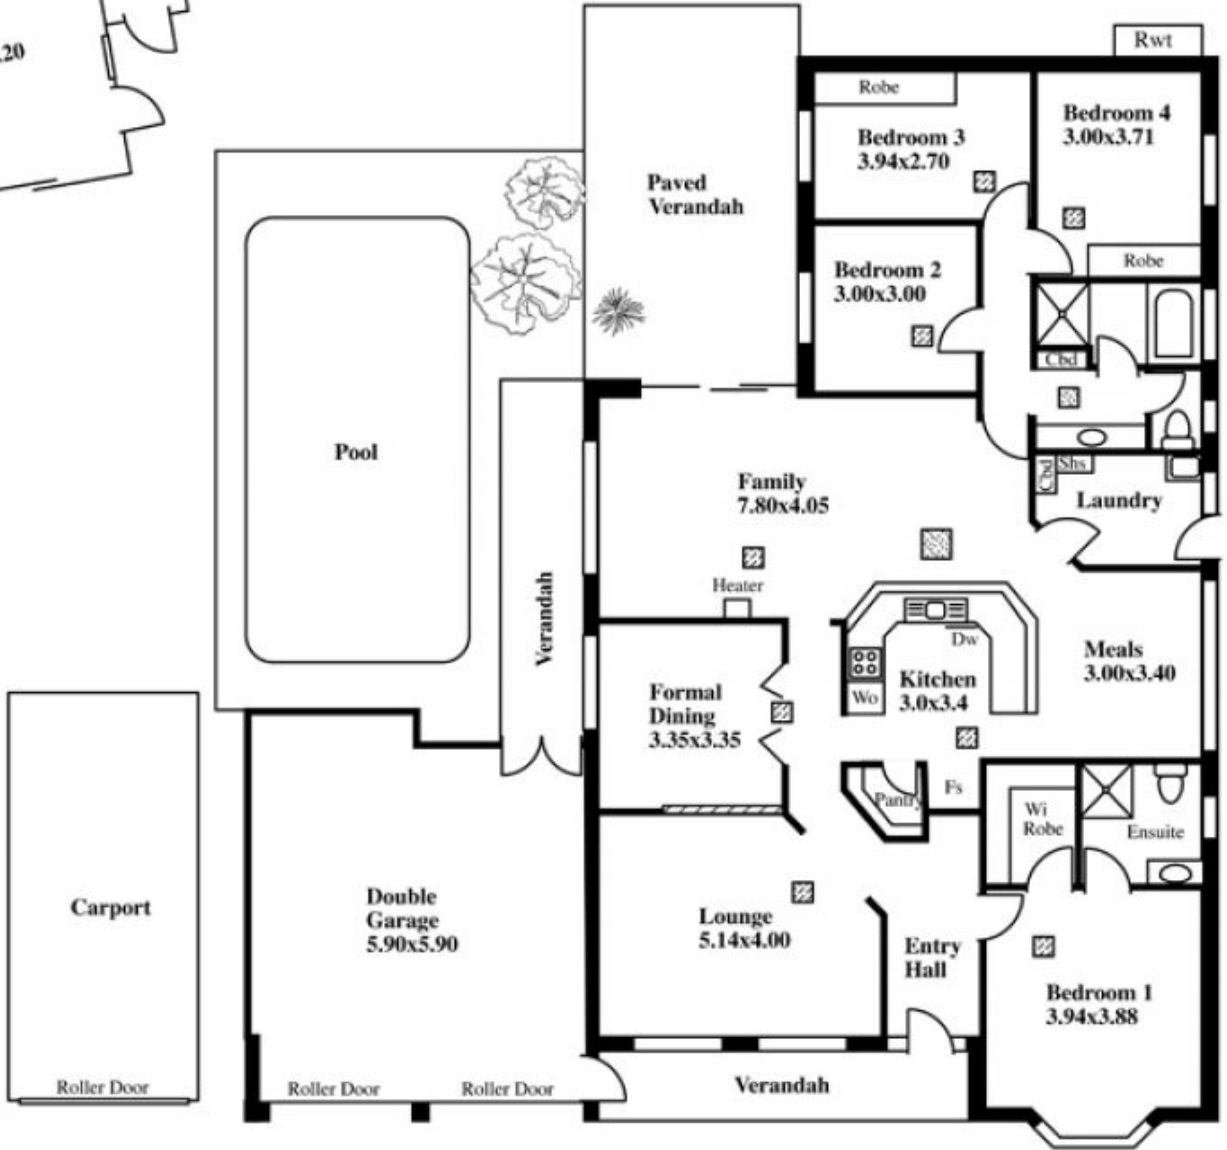 .20
Rwt
Robe
Bedroom 3
3.94x2.70
Bedroom 4
3.00x3.71
Paved
Verandah
Bedroom 2
3.00x3.00
Robe
Cbd
Pool
Family
7.80x4.05
Cbd
Shs
Laundry
Heater
Verandah
Dw
Wo
Kitchen
3.0x3.4
Meals
3.00x3.40
Formal
Dining
3.35x3.35
Pantry
Fs
Wi
Robe
Ensuite
Carport
Double
Garage
5.90x5.90
Lounge
5.14x4.00
Entry
Hall
Bedroom 1
3.94x3.88
Roller Door
Roller Door
Roller Door
Verandah